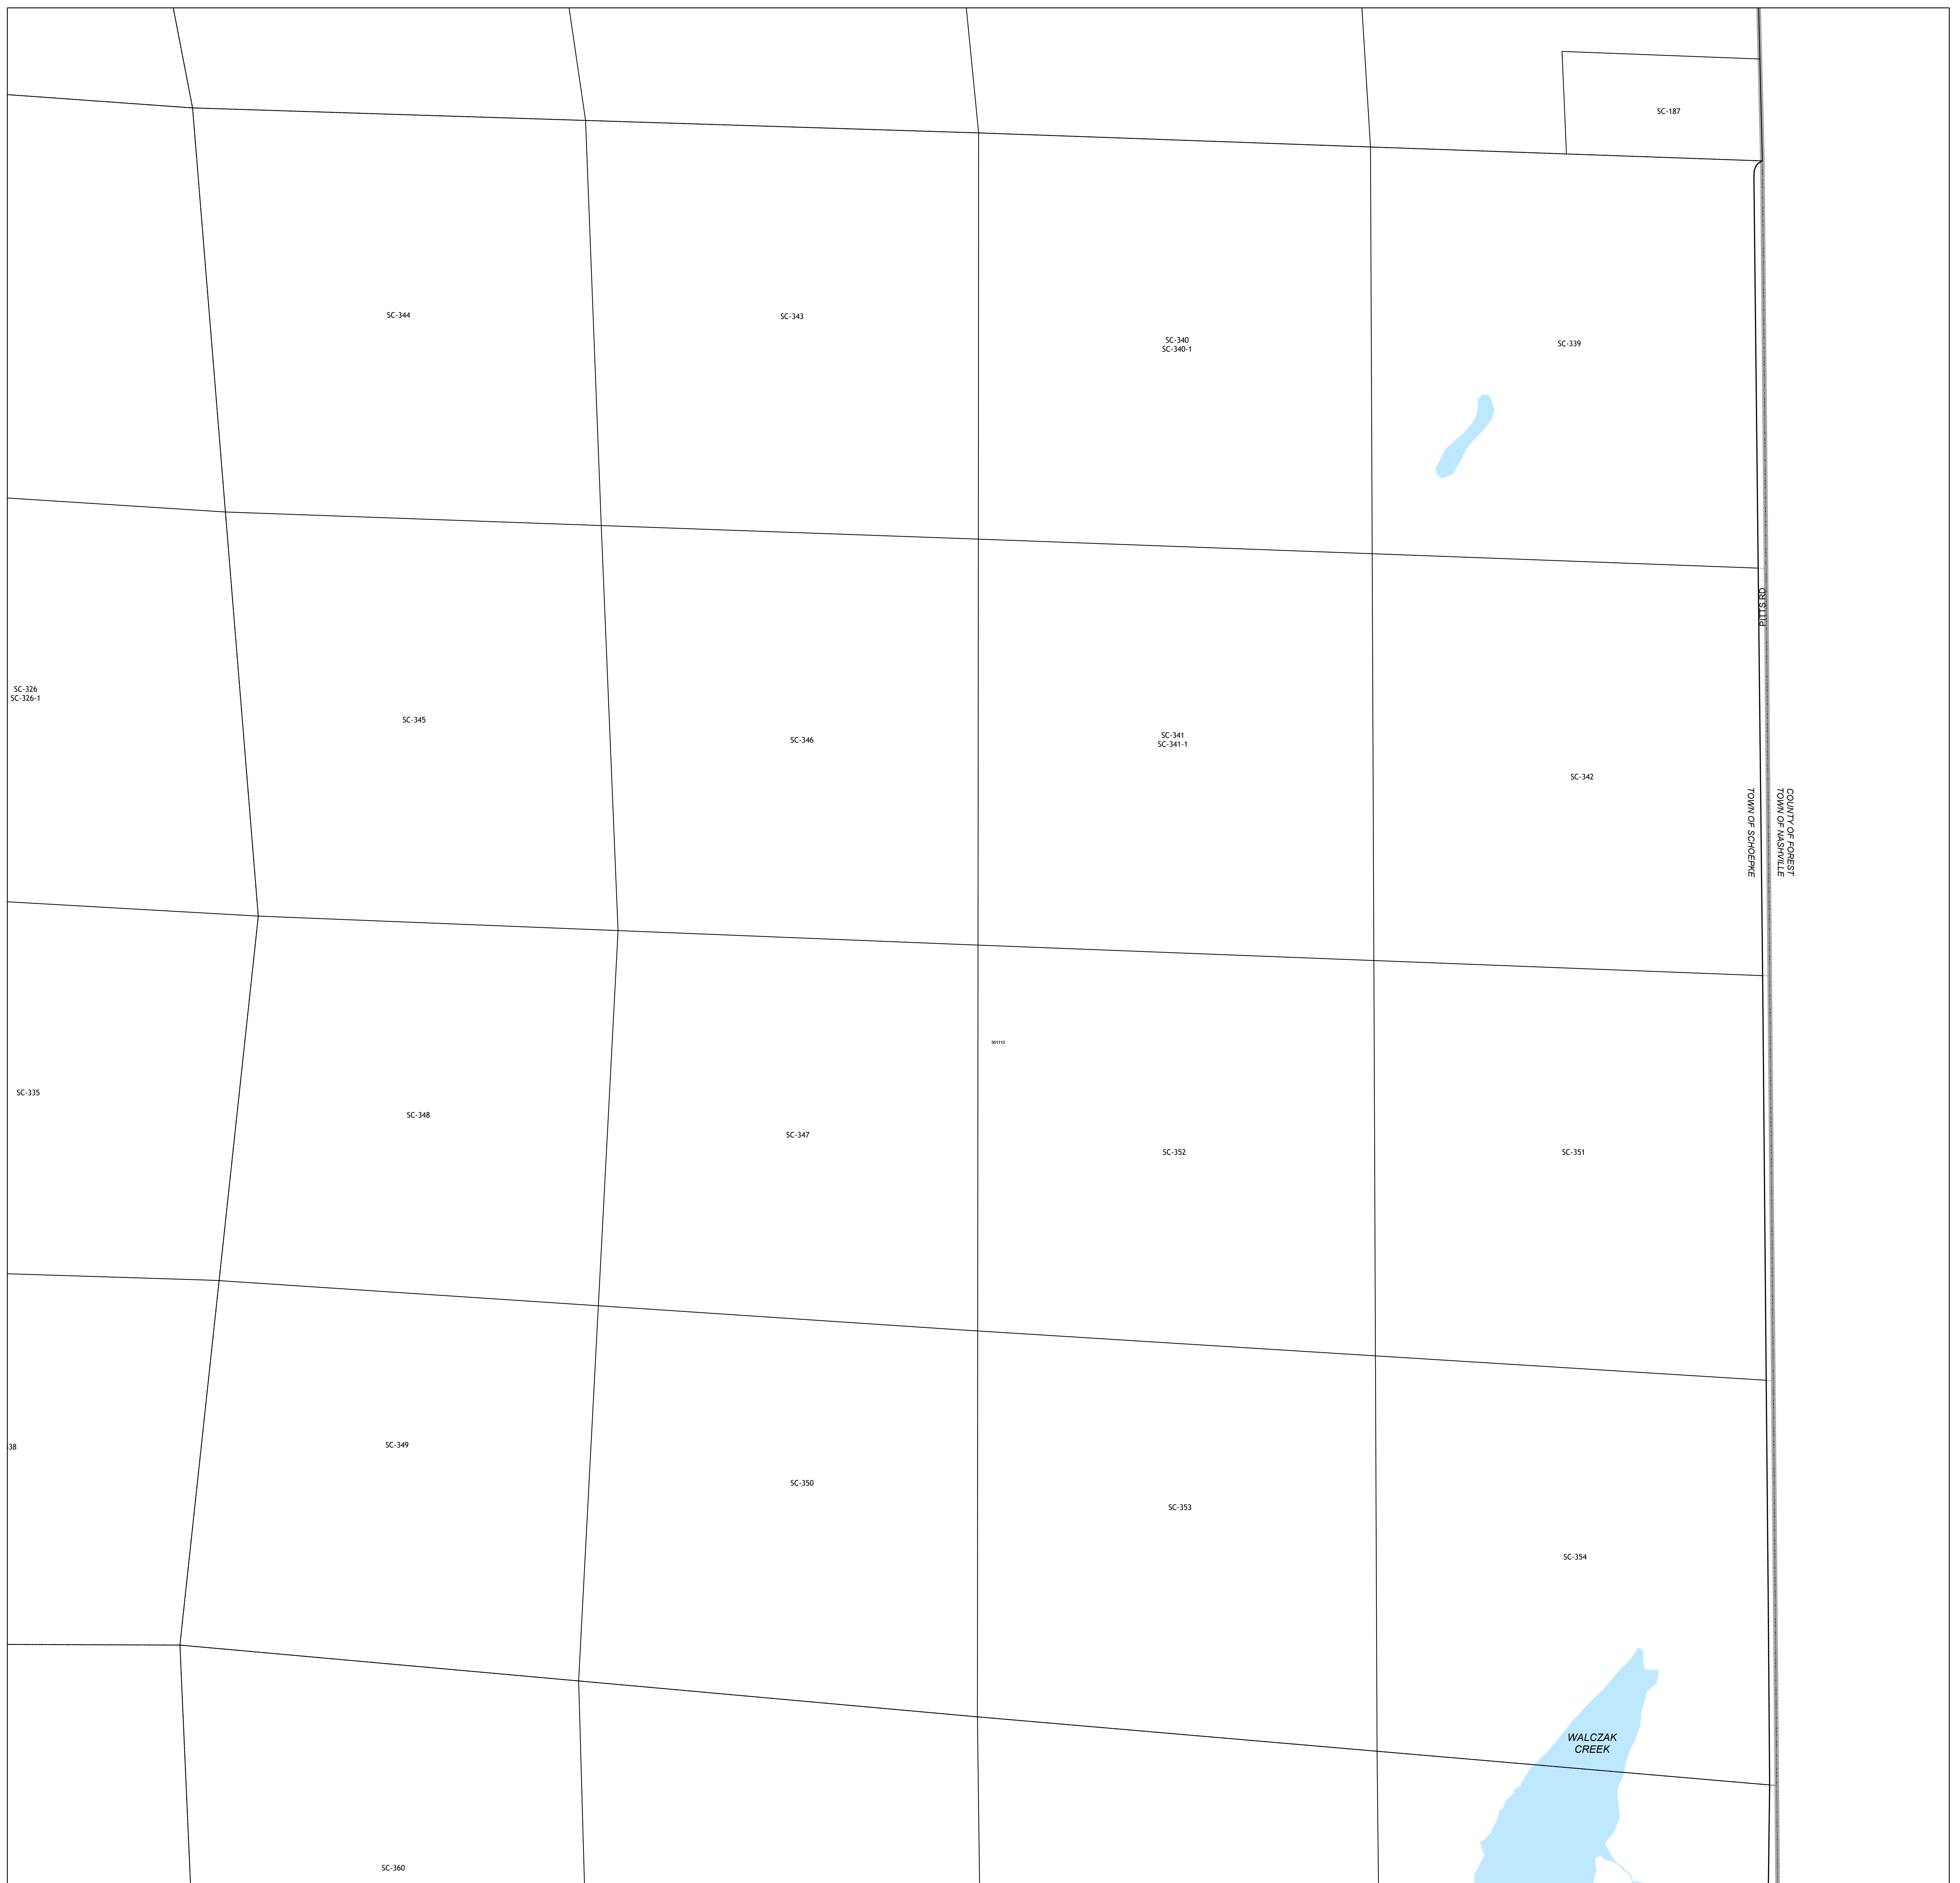 SC-187
SC-344
SC-343
SC-340
SC-340-1
SC-339
PITTS RD
SC-326
SC-326-1
SC-345
SC-346
SC-341
SC-341-1
SC-342
TOWN OF SCHOEPKE
COUNTY OF FOREST
TOWN OF NASHVILLE
351112
SC-335
SC-348
SC-347
SC-352
SC-351
38
SC-349
SC-350
SC-353
SC-354
WALCZAK
CREEK
SC-360